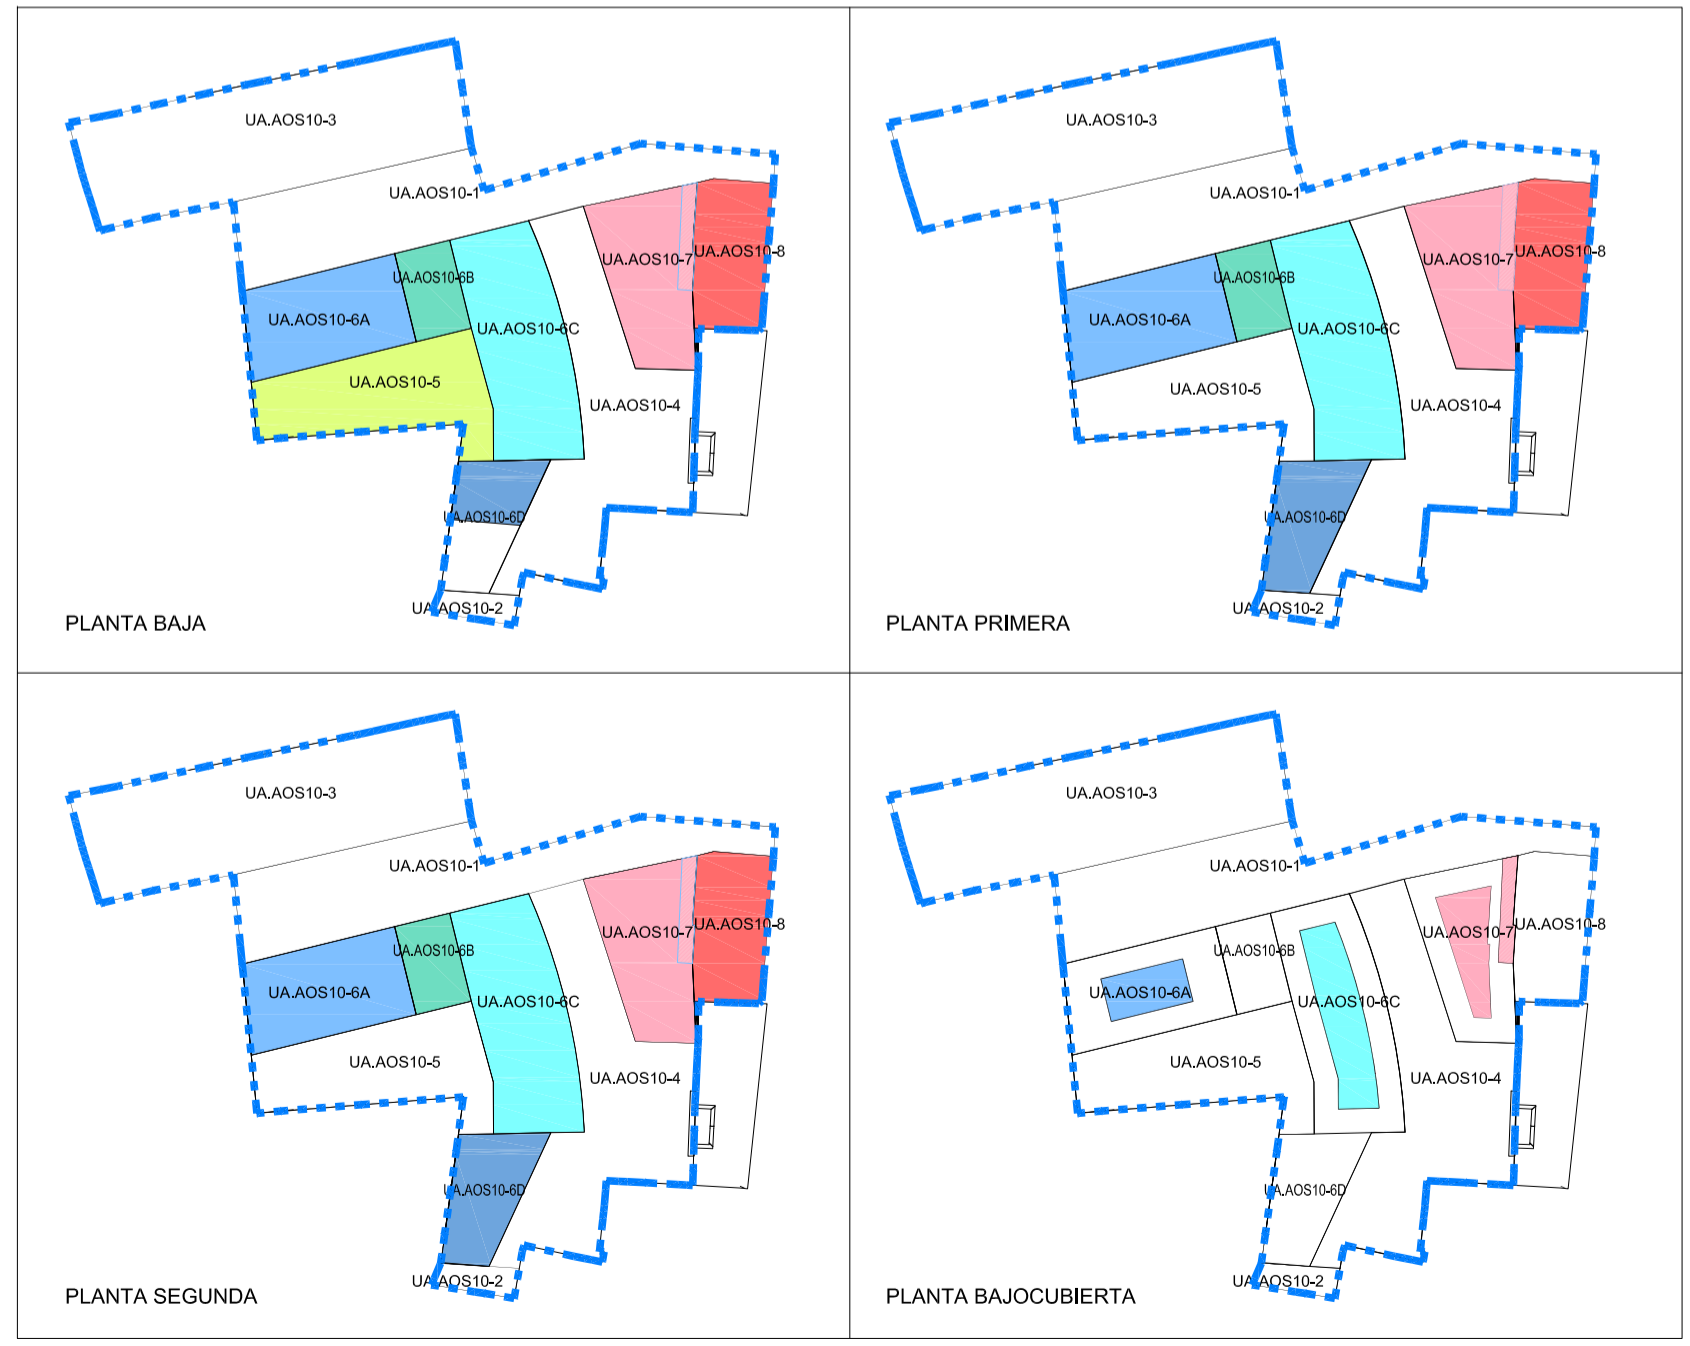 UA.AOS10-3
UA.AOS10-1
UA.AOS10-7
UA.AOS10-8
UA.AOS10-6B
UA.AOS10-6A
UA.AOS10-6C
UA.AOS10-5
UA.AOS10-4
UA.AOS10-6D
UA.AOS10-2
PLANTA BAJA
UA.AOS10-3
UA.AOS10-1
UA.AOS10-7
UA.AOS10-8
UA.AOS10-6B
UA.AOS10-6A
UA.AOS10-6C
UA.AOS10-5
UA.AOS10-4
UA.AOS10-6D
UA.AOS10-2
PLANTA PRIMERA
UA.AOS10-3
UA.AOS10-1
UA.AOS10-7
UA.AOS10-8
UA.AOS10-6B
UA.AOS10-6A
UA.AOS10-6C
UA.AOS10-5
UA.AOS10-4
UA.AOS10-6D
UA.AOS10-2
PLANTA SEGUNDA
UA.AOS10-3
UA.AOS10-1
UA.AOS10-7
UA.AOS10-8
UA.AOS10-6B
UA.AOS10-6A
UA.AOS10-6C
UA.AOS10-5
UA.AOS10-4
UA.AOS10-6D
UA.AOS10-2
PLANTA BAJOCUBIERTA